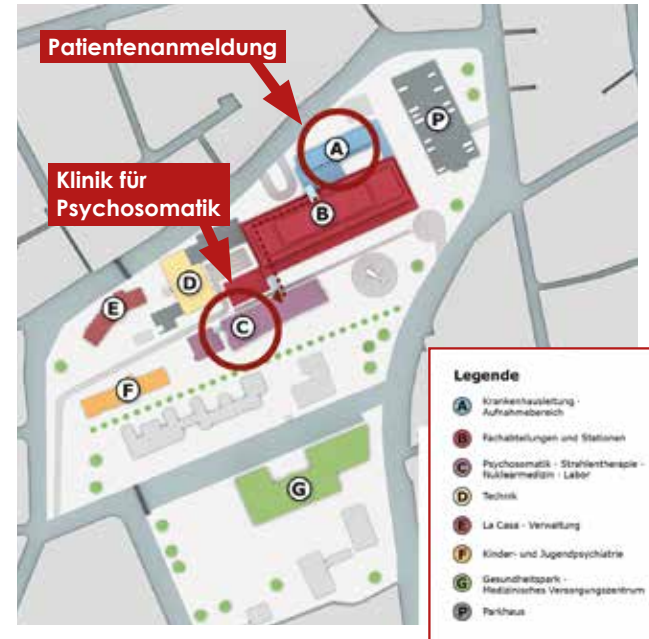 Patientenanmeldung
Klinik für
Psychosomatik
A
P
B
D
E
C
F
G
Legende
A Krankenhausleitung -
Aufnahmebereich
B Fachabteilungen und Stationen
C Psychosomatik - Strahlentherapie -
Nuklearmedizin - Labor
D Technik
E La Casa - Verwaltung
F Kinder- und Jugendpsychiatrie
G Gesundheitspark -
Medizinisches Versorgungszentrum
P Parkhaus